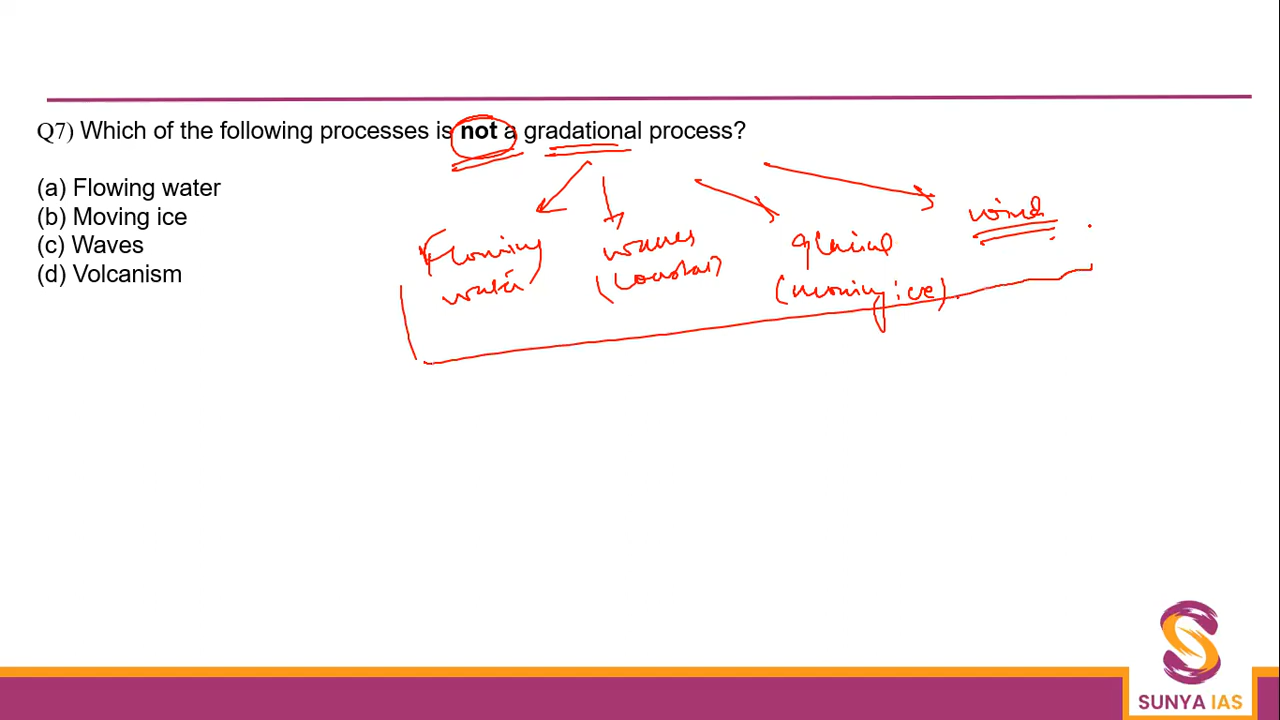 Q7) Which of the following processes is not a gradational process?
(a) Flowing water
(b) Moving ice
(c) Waves
(d) Volcanism
Flowing
water
waves
(coastal)
glacial
(moving ice).
wind
SUNYA IAS